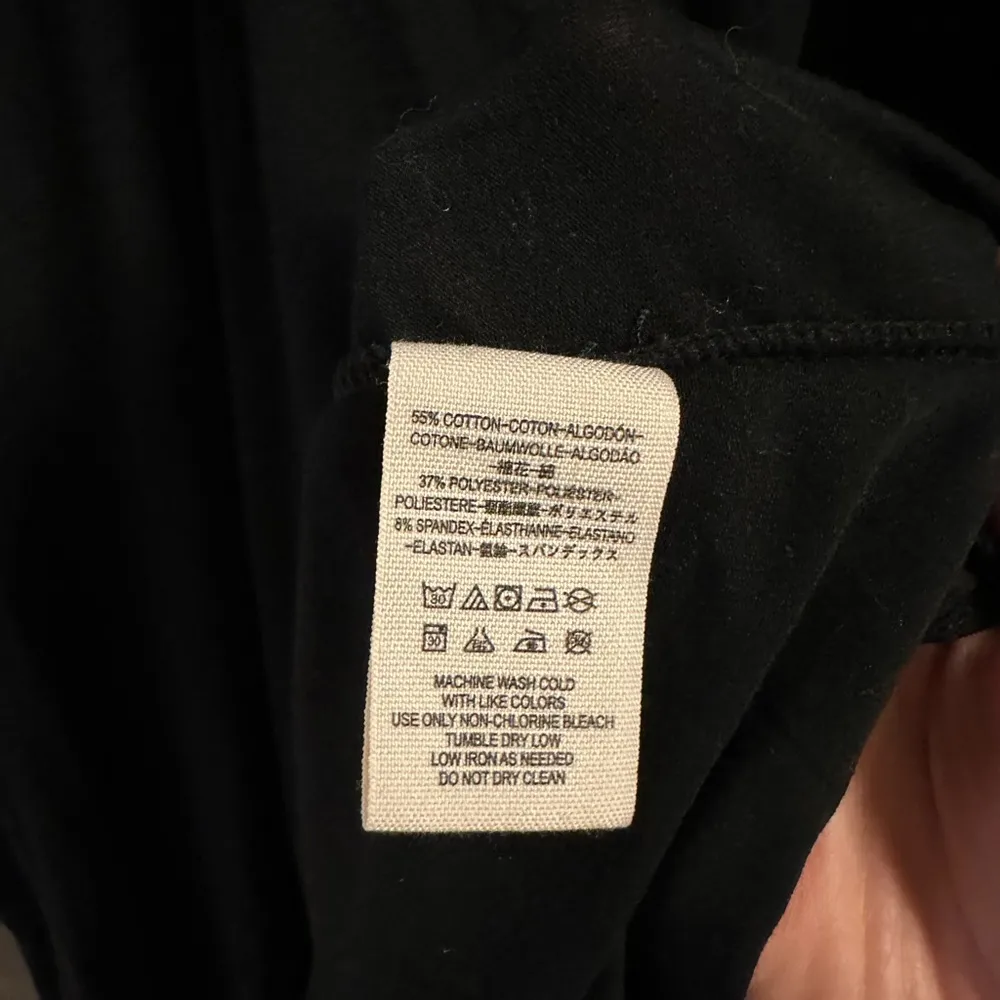 55% COTTON-COTON-ALGODÓN-
COTONE-BAUMWOLLE-ALGODÃO
-棉花-綿
37% POLYESTER-POLIÉSTER-
POLIESTERE-聚酯纖維-ポリエステル
8% SPANDEX-ÉLASTHANNE-ELASTANO
-ELASTAN-氨綸-スパンデックス
30
30
MACHINE WASH COLD
WITH LIKE COLORS
USE ONLY NON-CHLORINE BLEACH
TUMBLE DRY LOW
LOW IRON AS NEEDED
DO NOT DRY CLEAN